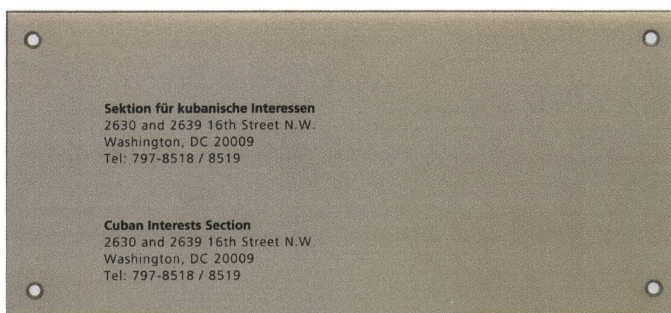 Sektion für kubanische Interessen
2630 and 2639 16th Street N.W.
Washington, DC 20009
Tel: 797-8518 / 8519
Cuban Interests Section
2630 and 2639 16th Street N.W.
Washington, DC 20009
Tel: 797-8518 / 8519